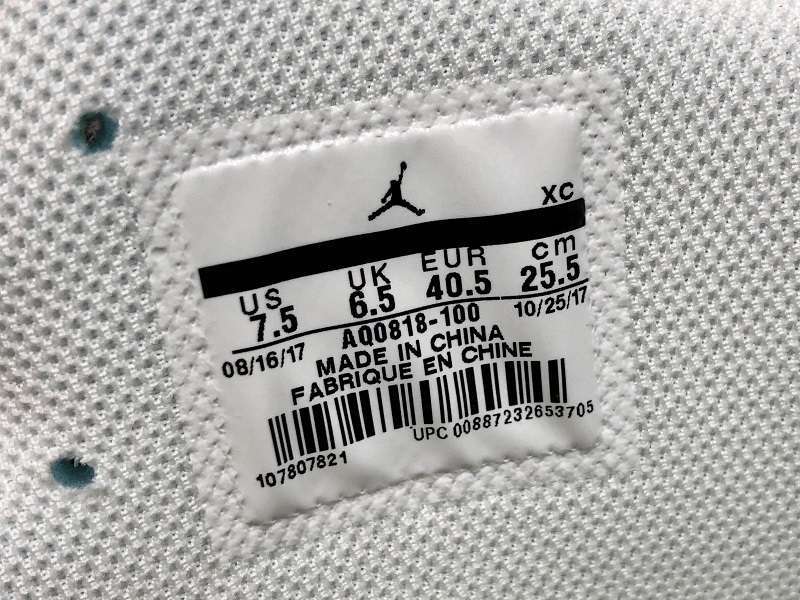 XC
US UK EUR cm
7.5 6.5 40.5 25.5
08/16/17 AQ0818-100 10/25/17
MADE IN CHINA
FABRIQUE EN CHINE
UPC 00887232653705
107807821